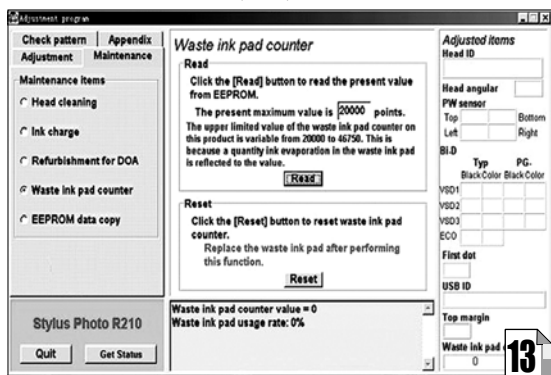 Adjustment program
Check pattern
Appendix
Adjustment
Maintenance
Maintenance items
Head cleaning
Ink charge
Refurbishment for DOA
Waste ink pad counter
EEPROM data copy
Stylus Photo R210
Quit
Get Status
Waste ink pad counter
Read
Click the [Read] button to read the present value
from EEPROM.
The present maximum value is 20000 points.
The upper limited value of the waste ink pad counter on
this product is variable from 20000 to 46750. This is
because a quantity ink evaporation in the waste ink pad
is reflected to the value.
Read
Reset
Click the [Reset] button to reset waste ink pad
counter.
Replace the waste ink pad after performing
this function.
Reset
Waste ink pad counter value = 0
Waste ink pad usage rate: 0%
Adjusted items
Head ID
Head angular
PW sensor
Top Bottom
Left Right
Bi-D
Typ PG-
Black Color Black Color
VSD1
VSD2
VSD3
ECO
First dot
USB ID
Top margin
Waste ink pad
0
13